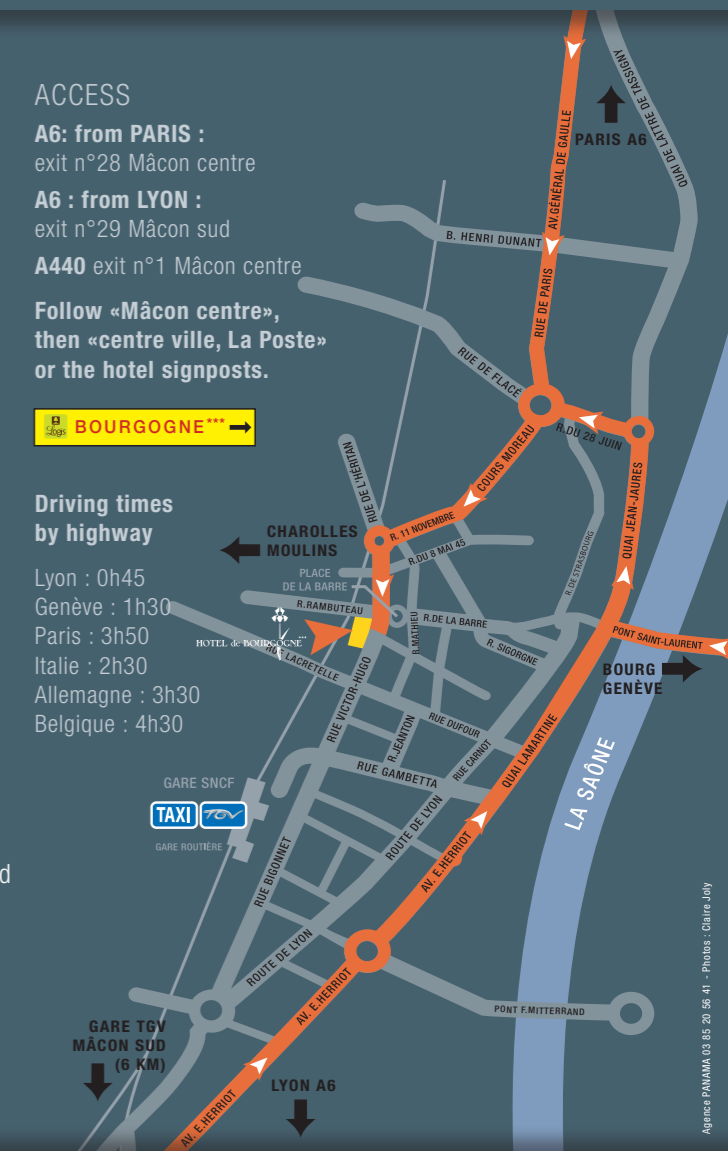 ACCESS
A6: from PARIS :
exit n°28 Mâcon centre
A6 : from LYON :
exit n°29 Mâcon sud
A440 exit n°1 Mâcon centre
Follow «Mâcon centre»,
then «centre ville, La Poste»
or the hotel signposts.
BOURGOGNE***
Driving times
by highway
Lyon : 0h45
Genève : 1h30
Paris : 3h50
Italie : 2h30
Allemagne : 3h30
Belgique : 4h30
d
QUAI DE LATTRE DE TASSIGNY
PARIS A6
AV.GÉNÉRAL DE GAULLE
B. HENRI DUNANT
RUE DE PARIS
RUE DE FLACÉ
R.DU 28 JUIN
COURS MOREAU
RUE DE L'HÉRITAN
R. 11 NOVEMBRE
QUAI JEAN-JAURES
CHAROLLES
MOULINS
R.DU 8 MAI 45
R. DE STRASBOURG
PLACE
DE LA BARRE
R.RAMBUTEAU
R.MATHIEU
R.DE LA BARRE
R. SIGORGNE
PONT SAINT-LAURENT
HOTEL de BOURGOGNE***
RUE LACRETELLE
BOURG
GENÈVE
RUE VICTOR-HUGO
R.JEANTON
RUE DUFOUR
RUE CARNOT
RUE GAMBETTA
QUAI LAMARTINE
LA SAÔNE
GARE SNCF
TAXI TGV
GARE ROUTIÈRE
ROUTE DE LYON
AV. E.HERRIOT
RUE BIGONNET
ROUTE DE LYON
AV. E.HERRIOT
PONT F.MITTERRAND
GARE TGV
MÂCON SUD
(6 KM)
LYON A6
AV. E.HERRIOT
Agence PANAMA 03 85 20 56 41 - Photos : Claire Joly